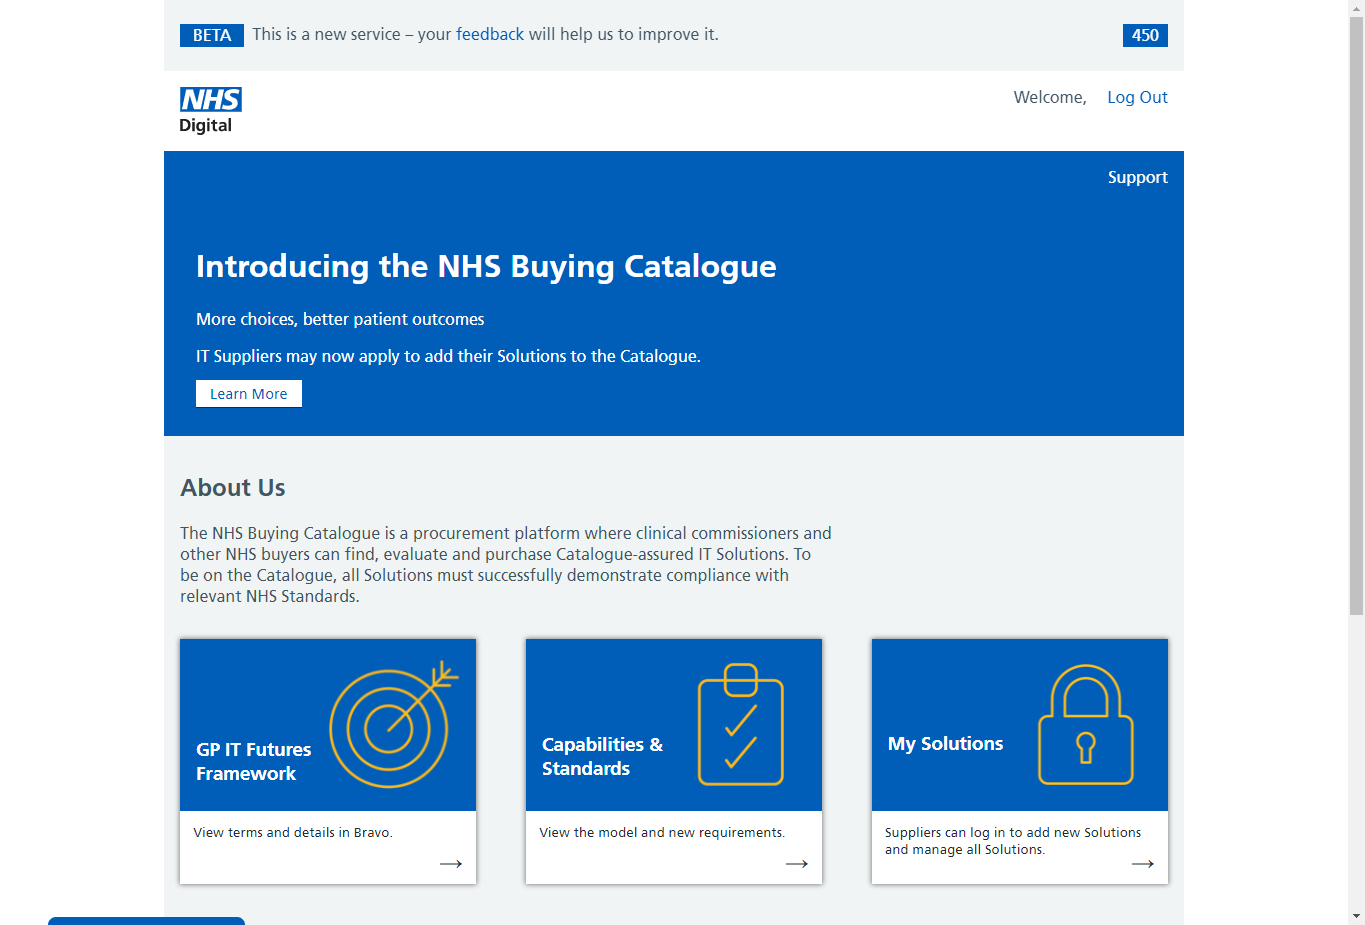 BETA This is a new service – your feedback will help us to improve it. 450
NHS
Digital
Welcome, Log Out
Support
Introducing the NHS Buying Catalogue
More choices, better patient outcomes
IT Suppliers may now apply to add their Solutions to the Catalogue.
Learn More
About Us
The NHS Buying Catalogue is a procurement platform where clinical commissioners and
other NHS buyers can find, evaluate and purchase Catalogue-assured IT Solutions. To
be on the Catalogue, all Solutions must successfully demonstrate compliance with
relevant NHS Standards.
GP IT Futures
Framework
View terms and details in Bravo.
Capabilities &
Standards
View the model and new requirements.
My Solutions
Suppliers can log in to add new Solutions
and manage all Solutions.